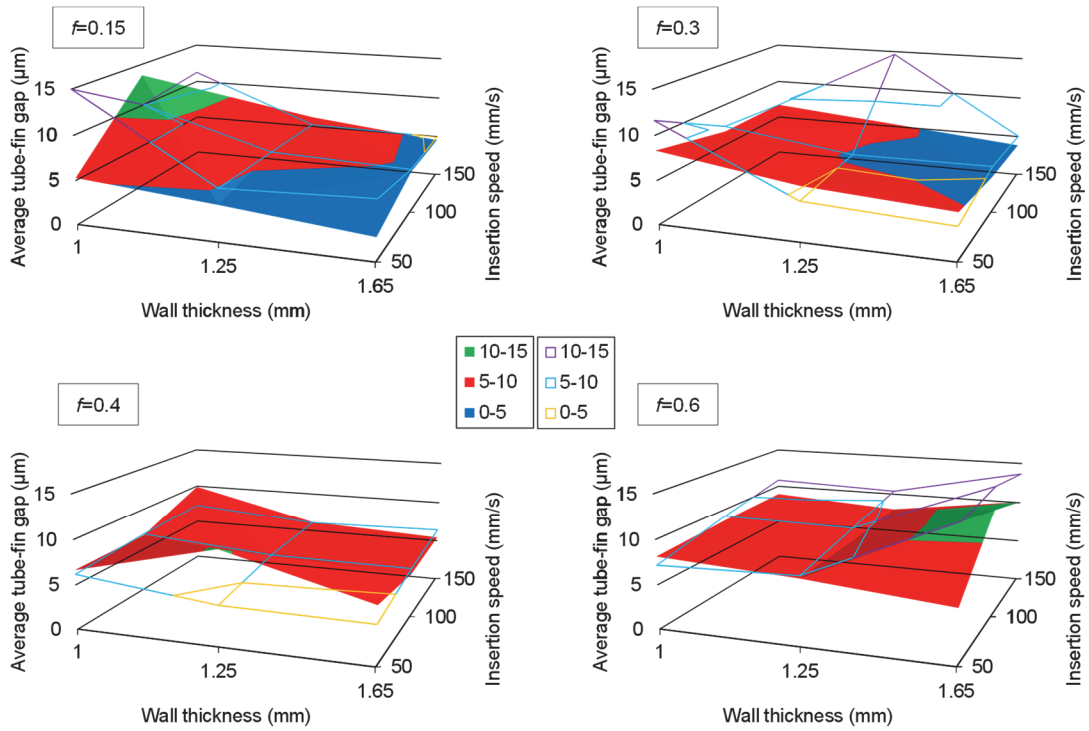 f=0.15
Average tube-fin gap (µm)
15
10
5
0
1
1.25
1.65
Wall thickness (mm)
50
100
150
Insertion speed (mm/s)
f=0.3
Average tube-fin gap (µm)
15
10
5
0
1
1.25
1.65
Wall thickness (mm)
50
100
150
Insertion speed (mm/s)
10-15
5-10
0-5
10-15
5-10
0-5
f=0.4
Average tube-fin gap (µm)
15
10
5
0
1
1.25
1.65
Wall thickness (mm)
50
100
150
Insertion speed (mm/s)
f=0.6
Average tube-fin gap (µm)
15
10
5
0
1
1.25
1.65
Wall thickness (mm)
50
100
150
Insertion speed (mm/s)